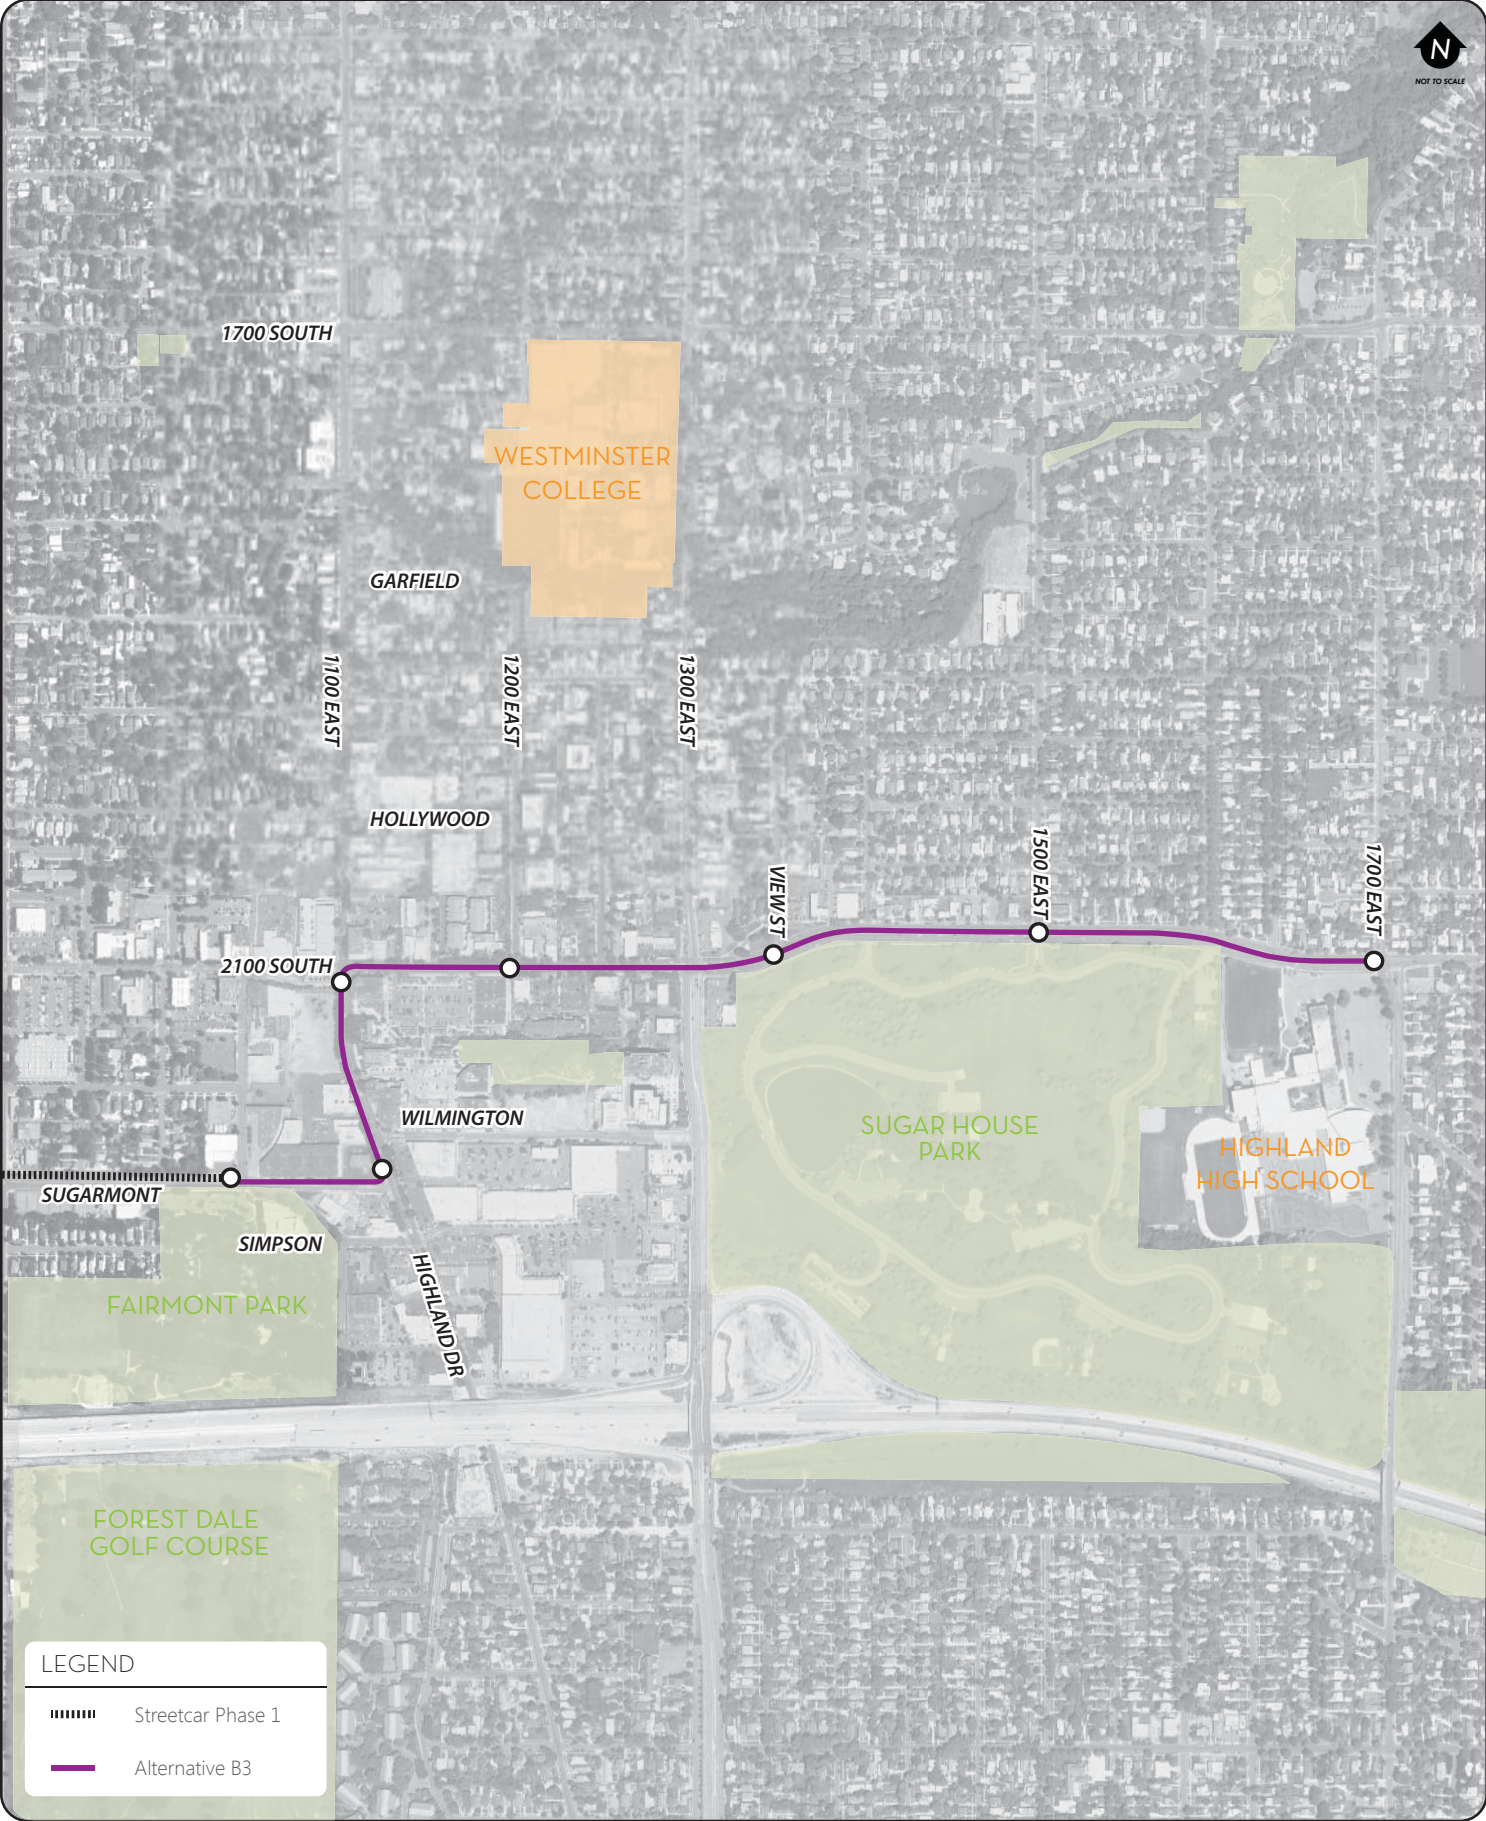 N
NOT TO SCALE
1700 SOUTH
WESTMINSTER
COLLEGE
GARFIELD
1100 EAST
1200 EAST
1300 EAST
HOLLYWOOD
VIEW ST
1500 EAST
1700 EAST
2100 SOUTH
WILMINGTON
SUGAR HOUSE
PARK
HIGHLAND
HIGH SCHOOL
SUGARMONT
SIMPSON
HIGHLAND DR
FAIRMONT PARK
FOREST DALE
GOLF COURSE
LEGEND
Streetcar Phase 1
Alternative B3